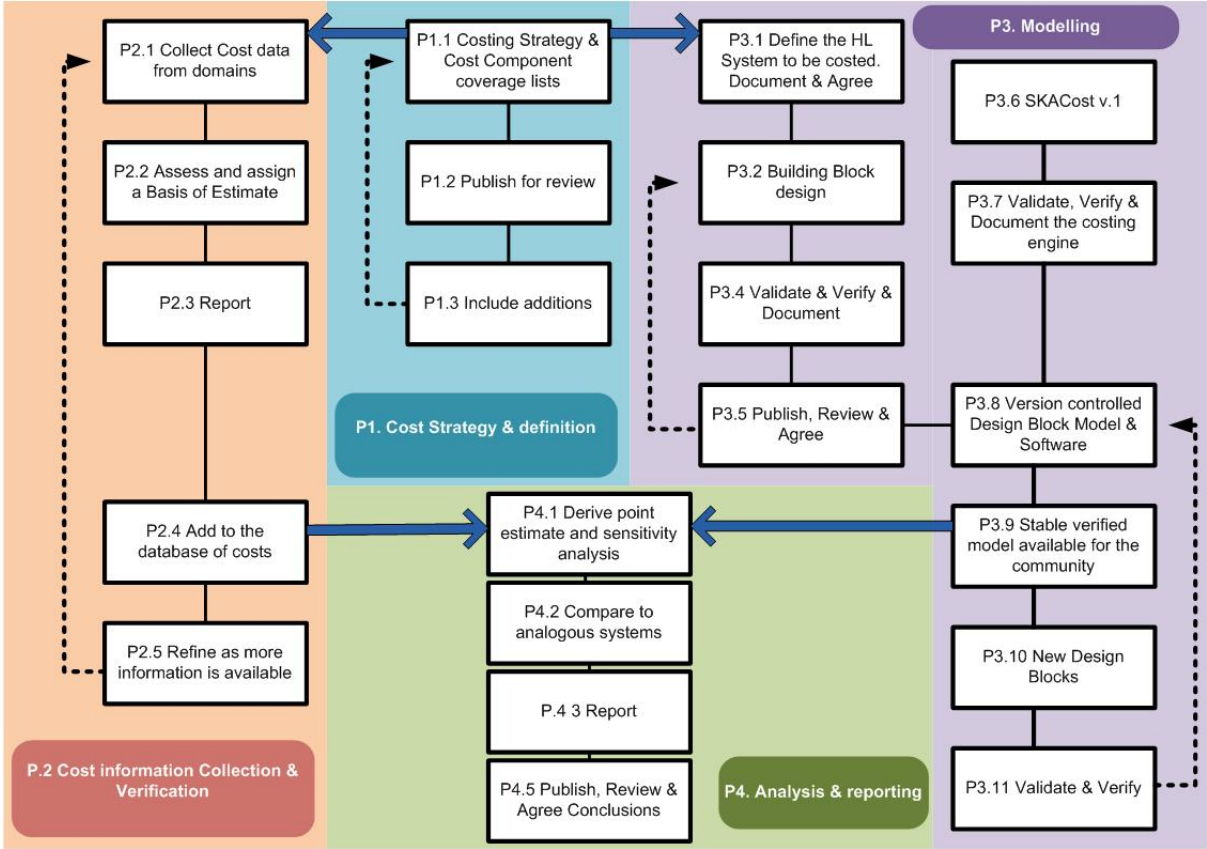 P2.1 Collect Cost data
from domains
P2.2 Assess and assign
a Basis of Estimate
P2.3 Report
P2.4 Add to the
database of costs
P2.5 Refine as more
information is available
P.2 Cost information Collection &
Verification
P1.1 Costing Strategy &
Cost Component
coverage lists
P1.2 Publish for review
P1.3 Include additions
P1. Cost Strategy & definition
P3.1 Define the HL
System to be costed.
Document & Agree
P3.2 Building Block
design
P3.4 Validate & Verify &
Document
P3.5 Publish, Review &
Agree
P3. Modelling
P3.6 SKACost v.1
P3.7 Validate, Verify &
Document the costing
engine
P3.8 Version controlled
Design Block Model &
Software
P3.9 Stable verified
model available for the
community
P3.10 New Design
Blocks
P3.11 Validate & Verify
P4.1 Derive point
estimate and sensitivity
analysis
P4.2 Compare to
analogous systems
P.4 3 Report
P4.5 Publish, Review &
Agree Conclusions
P4. Analysis & reporting